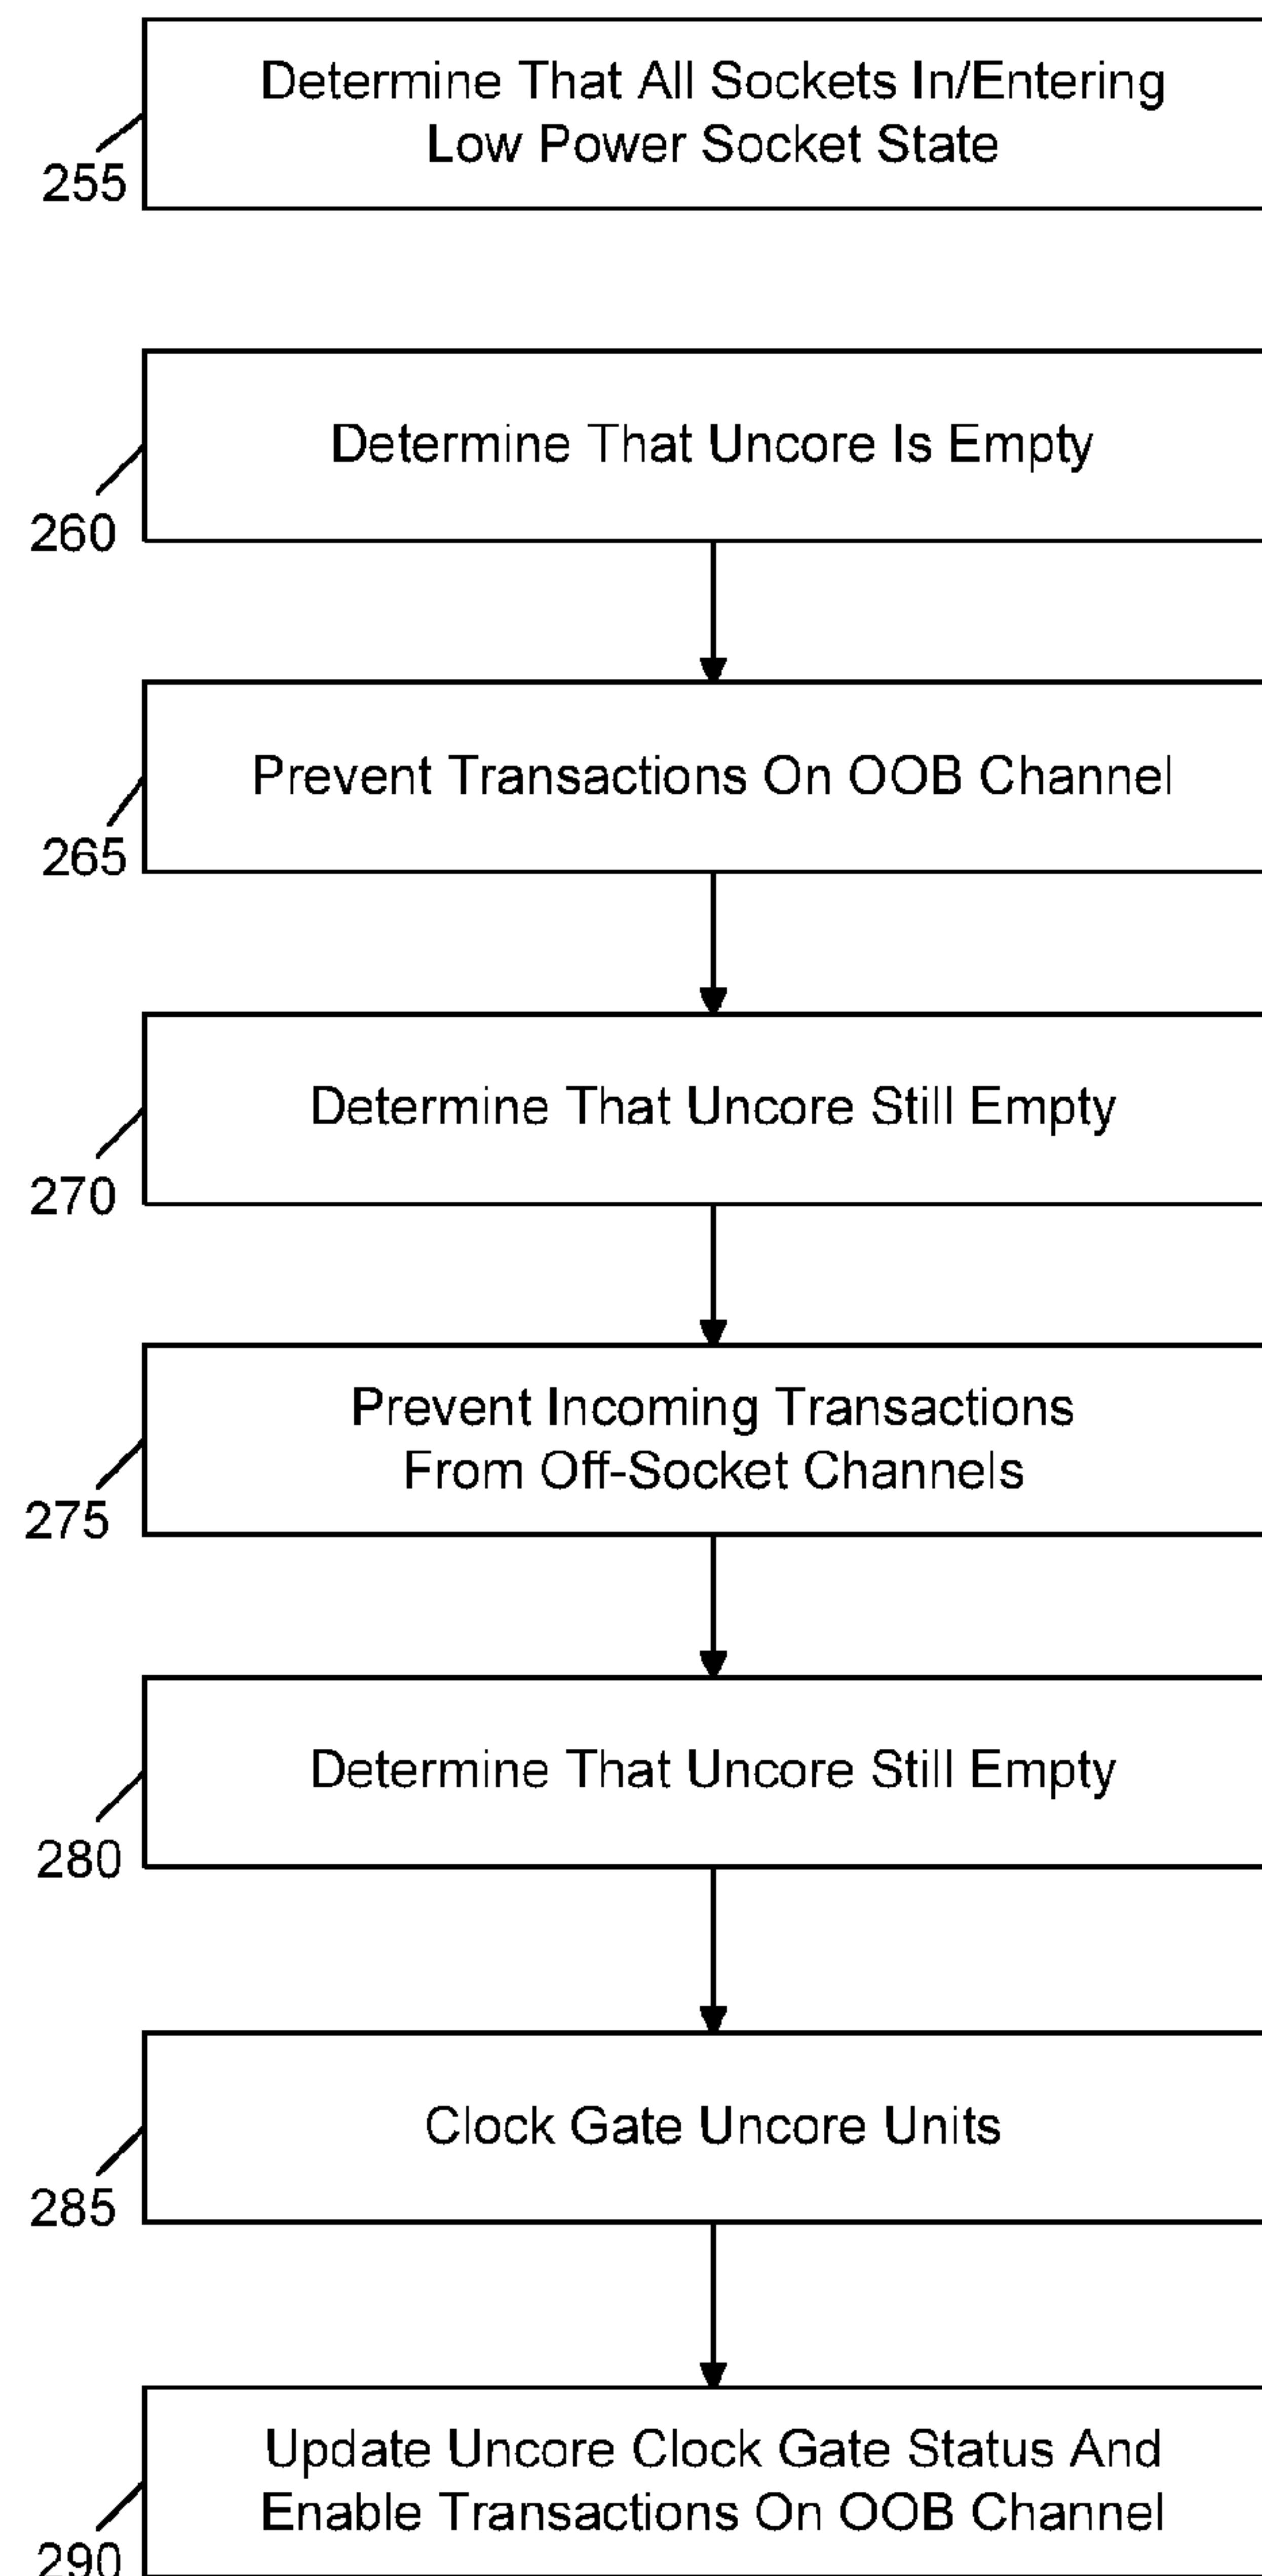 Determine That All Sockets In/Entering
Low Power Socket State
255
Determine That Uncore Is Empty
260
Prevent Transactions On OOB Channel
265
Determine That Uncore Still Empty
270
Prevent Incoming Transactions
From Off-Socket Channels
275
Determine That Uncore Still Empty
280
Clock Gate Uncore Units
285
Update Uncore Clock Gate Status And
Enable Transactions On OOB Channel
290